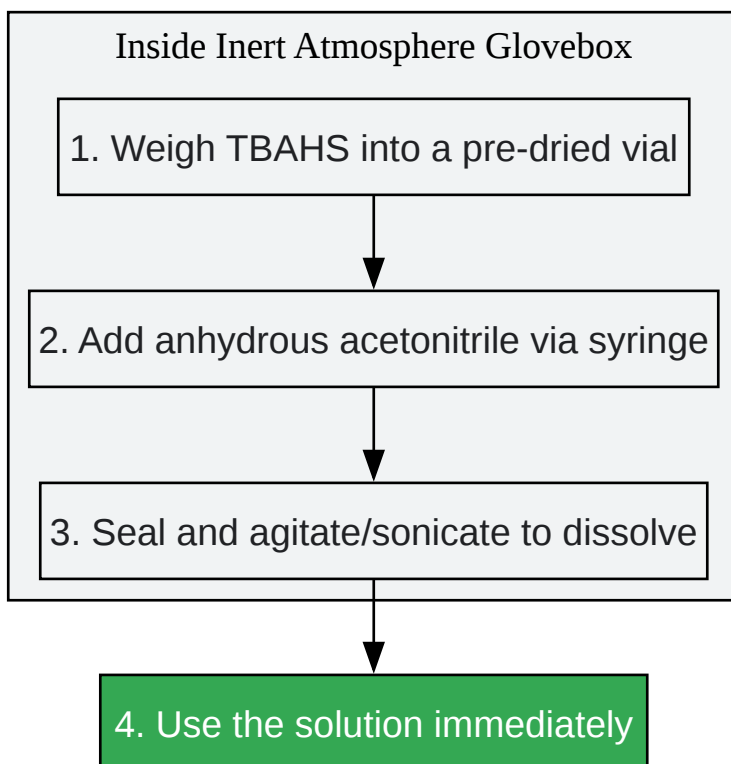 Inside Inert Atmosphere Glovebox
1. Weigh TBAHS into a pre-dried vial
2. Add anhydrous acetonitrile via syringe
3. Seal and agitate/sonicate to dissolve
4. Use the solution immediately